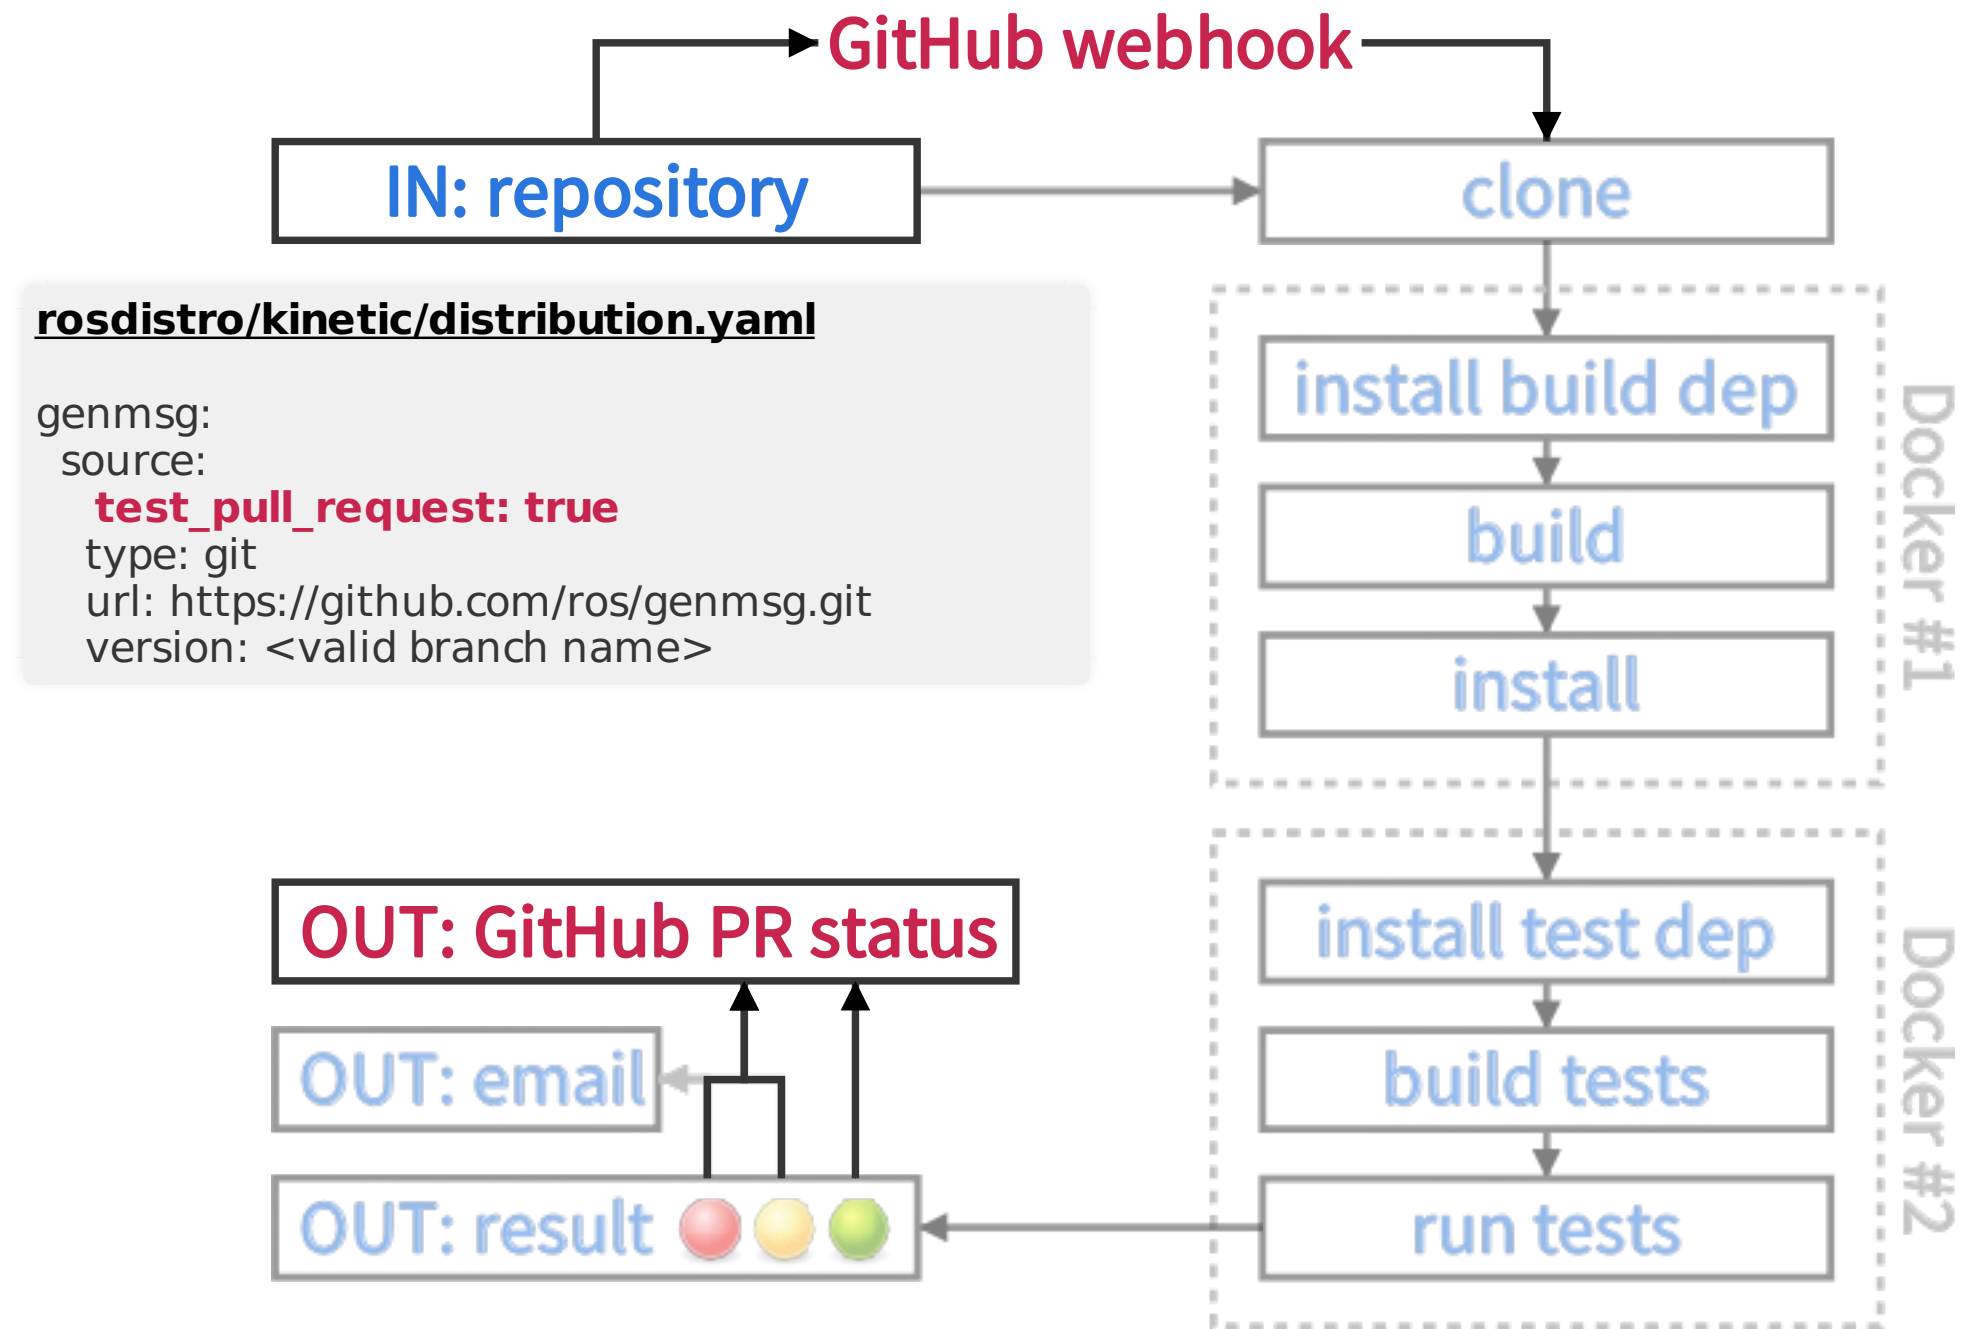 GitHub webhook
IN: repository
clone
rosdistro/kinetic/distribution.yaml
genmsg:
source:
test_pull_request: true
type: git
url: https://github.com/ros/genmsg.git
version: <valid branch name>
install build dep
build
install
Docker #1
OUT: GitHub PR status
OUT: email
OUT: result
install test dep
build tests
run tests
Docker #2